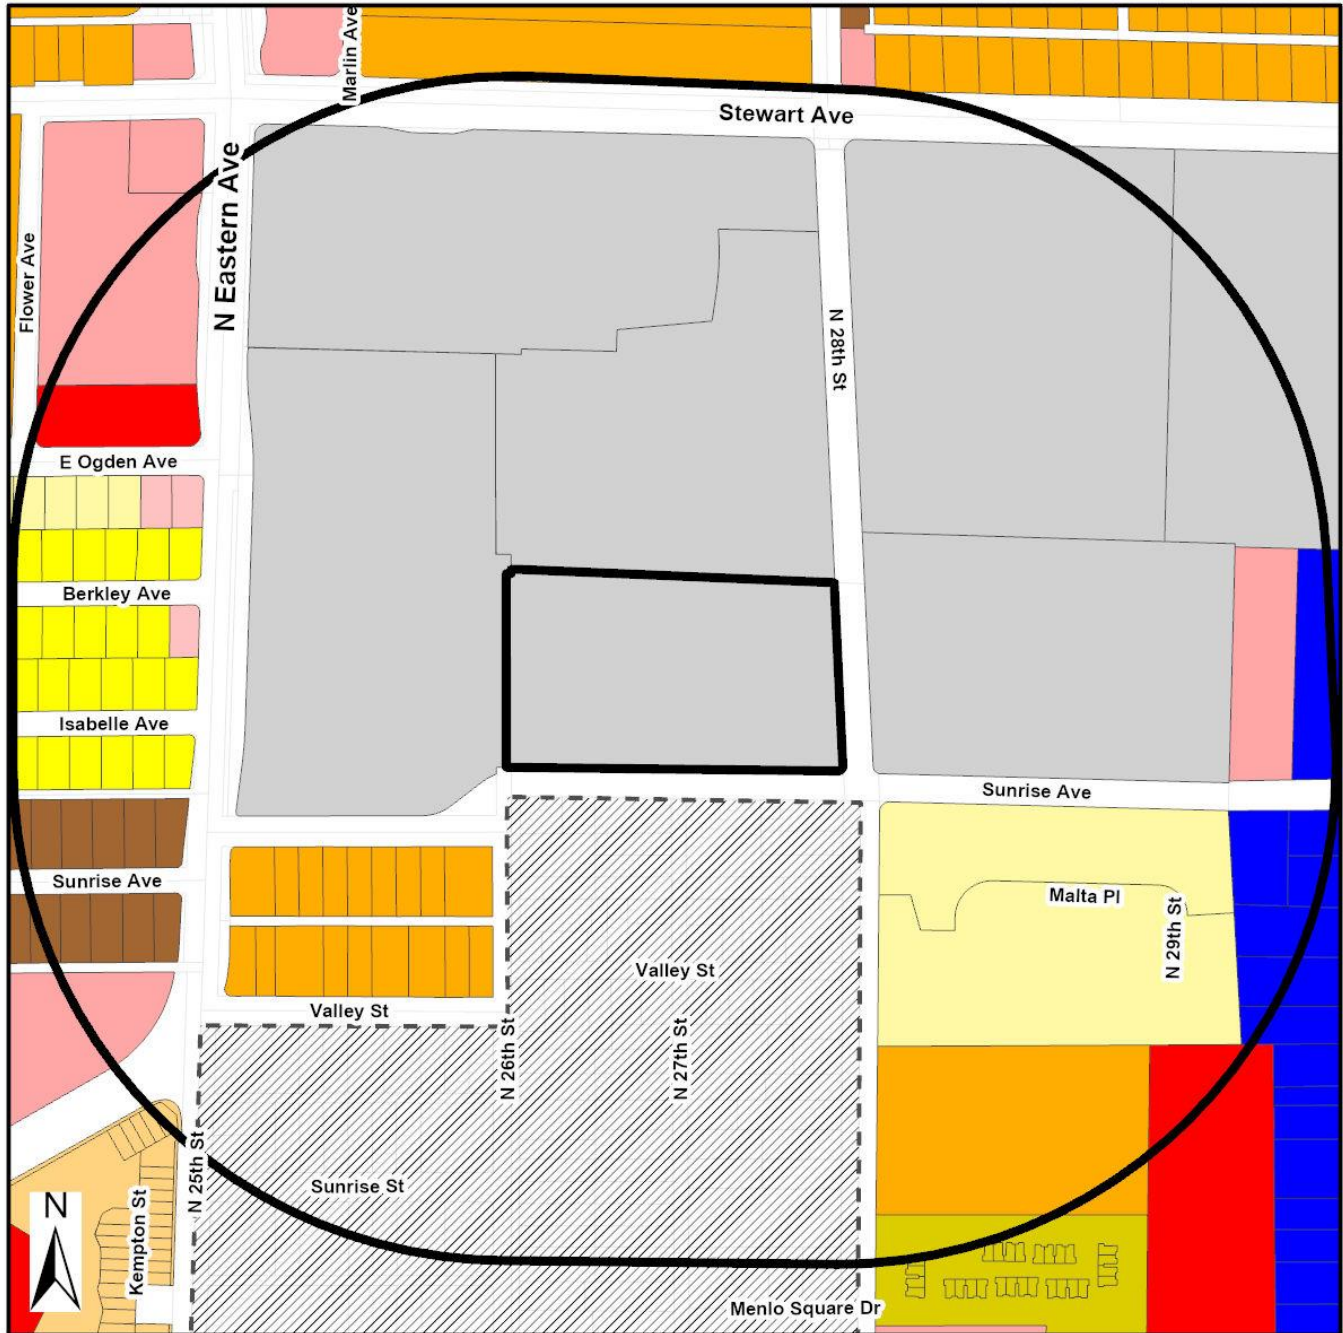 Marlin Ave
Stewart Ave
N Eastern Ave
Flower Ave
N 28th St
E Ogden Ave
Berkley Ave
Isabelle Ave
Sunrise Ave
Sunrise Ave
Malta Pl
N 29th St
Valley St
Valley St
N 26th St
N 27th St
N 25th St
Sunrise St
Kempton St
N
Menlo Square Dr